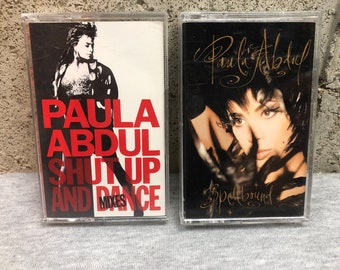 PAULA
ABDUL
SHUT UP
AND DANCE
MIXES
Paula Abdul
Spellbound